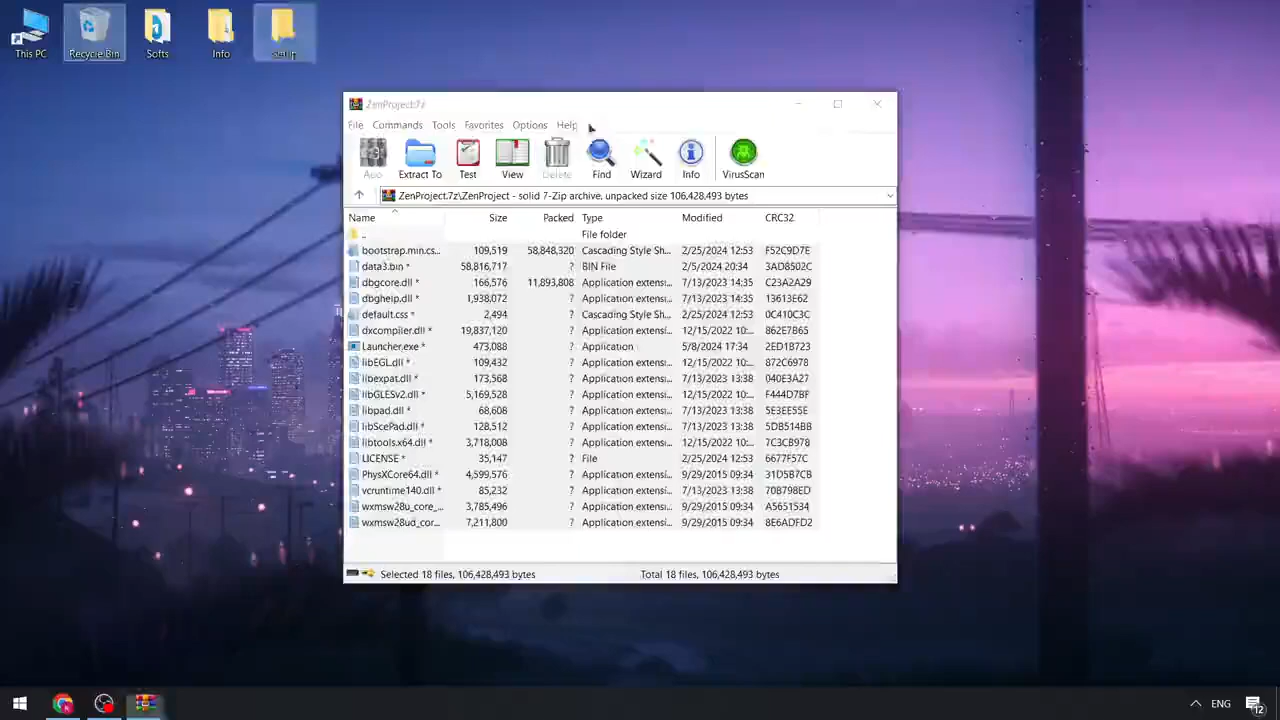 This PC
Recycle Bin
Softs
Info
setup
ZenProject.7z
File Commands Tools Favorites Options Help
Add
Extract To
Test
View
Delete
Find
Wizard
Info
VirusScan
ZenProject.7z\ZenProject - solid 7-Zip archive, unpacked size 106,428,493 bytes
Name Size Packed Type Modified CRC32
.. File folder
bootstrap.min.cs... 109,519 58,848,320 Cascading Style Sh... 2/25/2024 12:53 F52C9D7E
data3.bin * 58,816,717 ? BIN File 2/5/2024 20:34 3AD8502C
dbgcore.dll * 166,576 11,893,808 Application extensi... 7/13/2023 14:35 C23A2A29
dbghelp.dll * 1,938,072 ? Application extensi... 7/13/2023 14:35 13613E62
default.css * 2,494 ? Cascading Style Sh... 2/25/2024 12:53 0C410C3C
dxcompiler.dll * 19,837,120 ? Application extensi... 12/15/2022 10:... 862E7865
Launcher.exe * 473,088 ? Application 5/8/2024 17:34 2ED18723
libEGL.dll * 109,432 ? Application extensi... 12/15/2022 10:... 872C6978
libexpat.dll * 173,568 ? Application extensi... 7/13/2023 13:38 040E3A27
libGLESv2.dll * 5,169,528 ? Application extensi... 12/15/2022 10:... F444D7BF
libpad.dll * 68,608 ? Application extensi... 7/13/2023 13:38 5E3EE55E
libScePad.dll * 128,512 ? Application extensi... 7/13/2023 13:38 5DB514BB
libtools.x64.dll * 3,718,008 ? Application extensi... 12/15/2022 10:... 7C3CB978
LICENSE * 35,147 ? File 2/25/2024 12:53 6677F57C
PhysXCore64.dll * 4,599,576 ? Application extensi... 9/29/2015 09:34 31D5B7CB
vcruntime140.dll * 85,232 ? Application extensi... 7/13/2023 13:38 70B798ED
wxmsw28u_core_... 3,785,496 ? Application extensi... 9/29/2015 09:34 A5651534
wxmsw28ud_cor... 7,211,800 ? Application extensi... 9/29/2015 09:34 8E6ADFD2
Selected 18 files, 106,428,493 bytes Total 18 files, 106,428,493 bytes
ENG
12